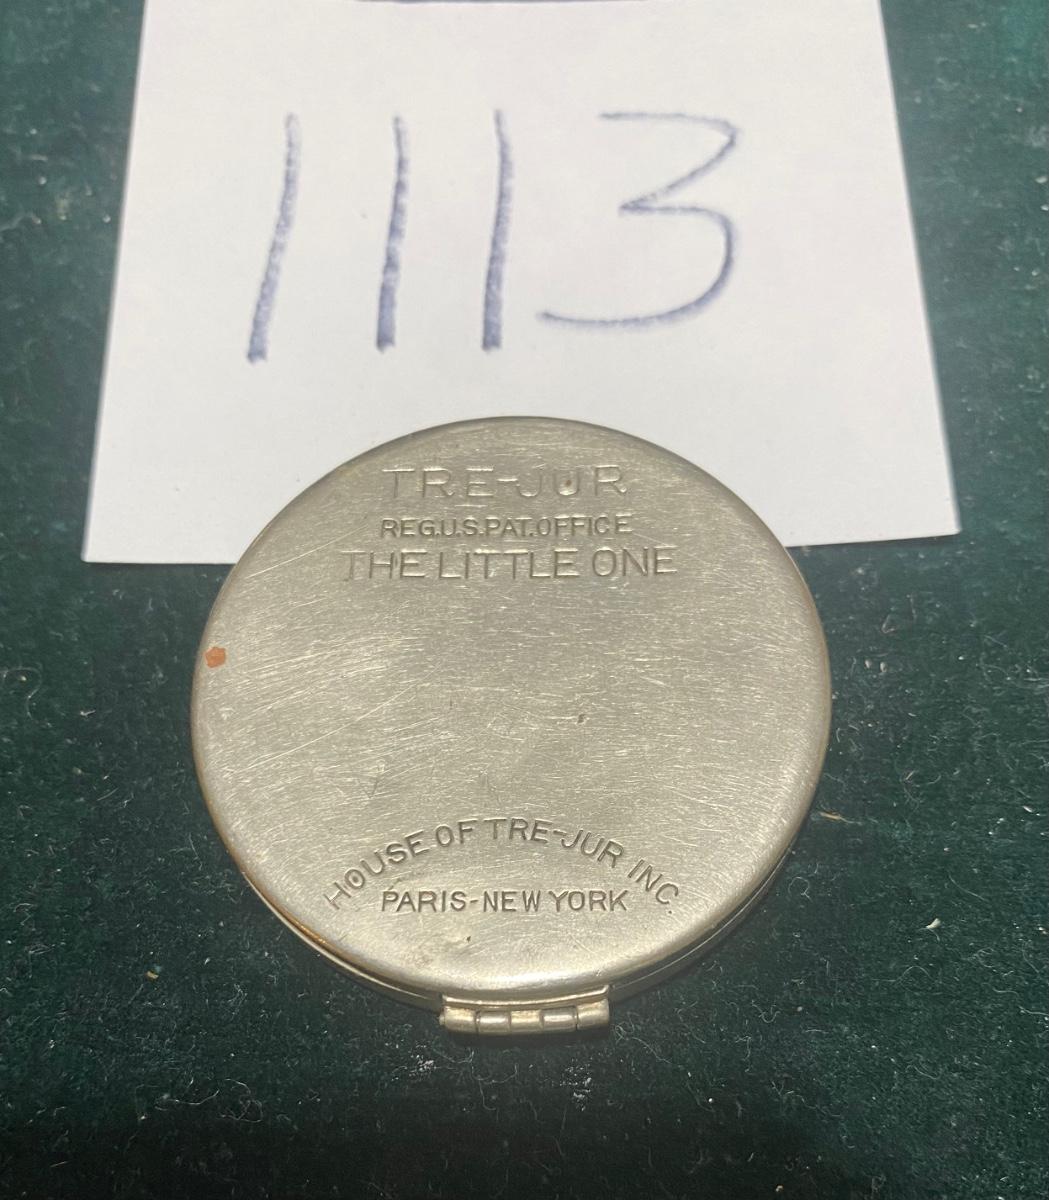 1113
TRE-JUR
REG.U.S.PAT.OFFICE
THE LITTLE ONE
HOUSE OF TRE-JUR INC
PARIS-NEW YORK